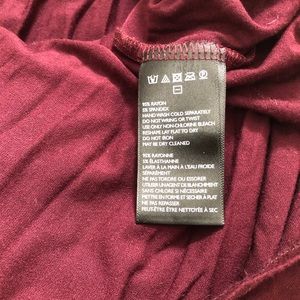 95% RAYON
5% SPANDEX
HAND WASH COLD SEPARATELY
DO NOT WRING OR TWIST
USE ONLY NON-CHLORINE BLEACH
RESHAPE LAY FLAT TO DRY
DO NOT IRON
MAY BE DRY CLEANED
95% RAYONNE
5% ELASTHANNE
LAVER À LA MAIN À L'EAU FROIDE
SÉPARÉMENT
NE PAS TORDRE OU ESSORER
UTILISER UN AGENT DE BLANCHIMENT
SANS CHLORE SI NÉCESSAIRE
METTRE EN FORME ET SÉCHER À PLAT
NE PAS REPASSER
PEUT-ÊTRE ÊTRE NETTOYÉ À SEC